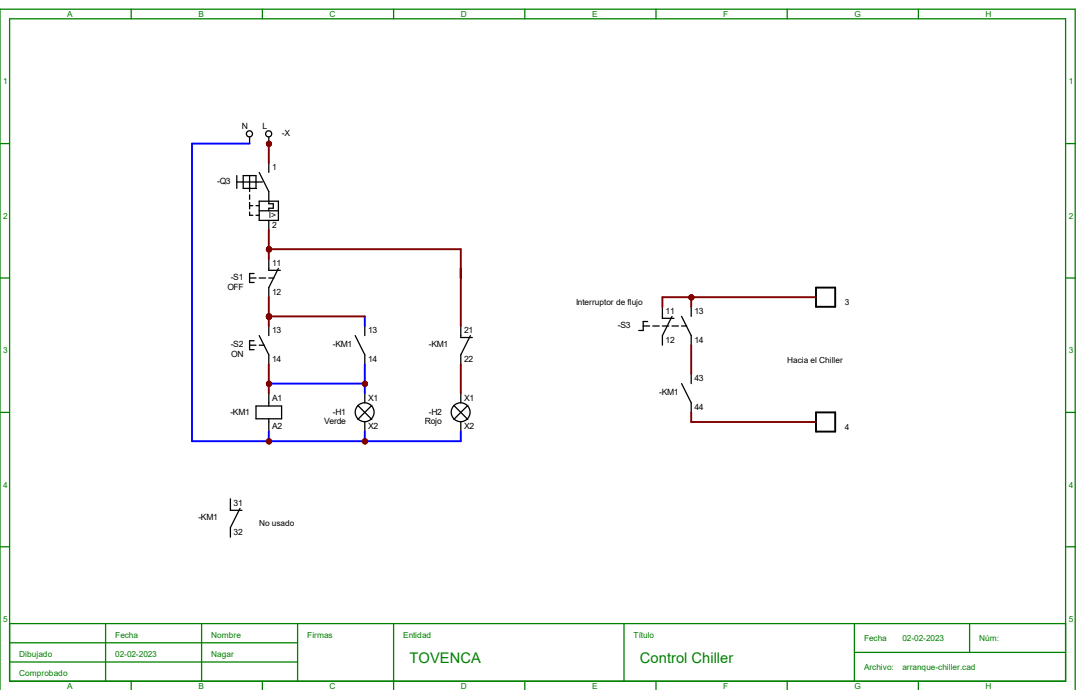 A B C D E F G H
1 1
N L -X
1
-Q3
I>
2
2 2
11
-S1
OFF
12
13 13 21
-S2
ON
-KM1 -KM1
14 14 22
Interruptor de flujo
3
11 13
-S3
12 14
3 3
Hacia el Chiller
43
-KM1
44
4
A1 X1 X1
-KM1 -H1
Verde
-H2
Rojo
A2 X2 X2
4 4
31
-KM1
32
No usado
5 5
Fecha Nombre Firmas Entidad Título Fecha 02-02-2023 Núm:
Dibujado 02-02-2023 Nagar TOVENCA Control Chiller
Comprobado Archivo: arranque-chiller.cad
A B C D E F G H